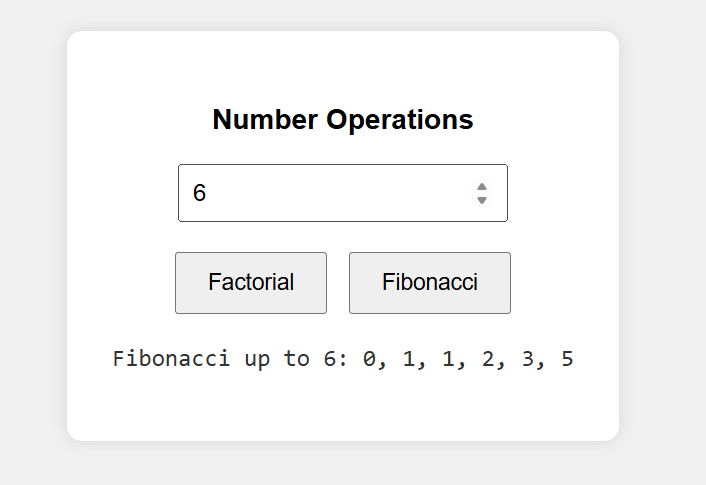 Number Operations
6
Factorial Fibonacci
Fibonacci up to 6: 0, 1, 1, 2, 3, 5